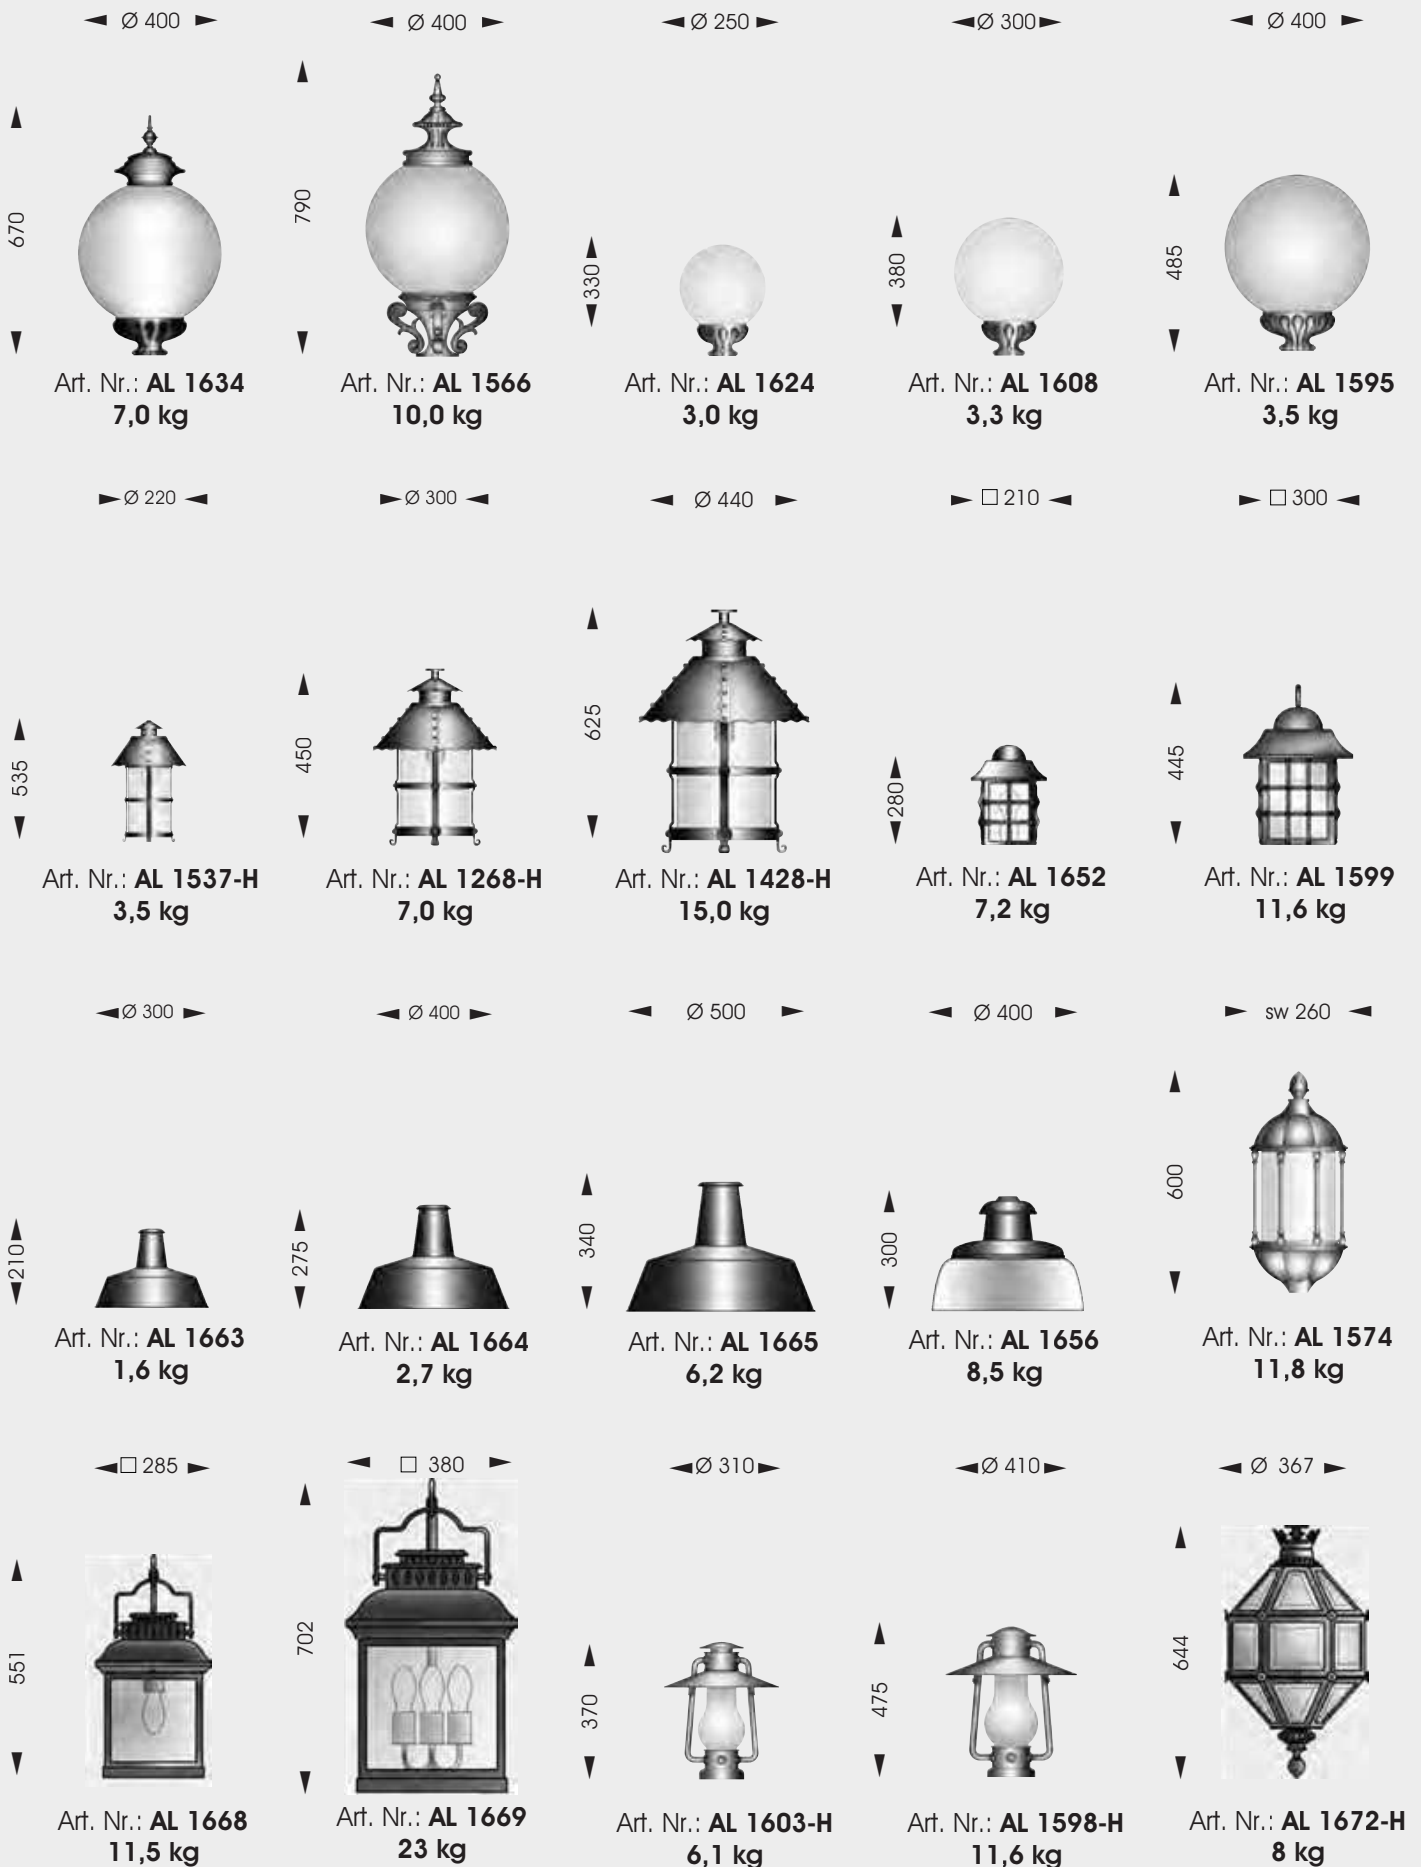 Ø 400
Ø 400
Ø 250
Ø 300
Ø 400
670
790
330
380
485
Art. Nr.: AL 1634
7,0 kg
Art. Nr.: AL 1566
10,0 kg
Art. Nr.: AL 1624
3,0 kg
Art. Nr.: AL 1608
3,3 kg
Art. Nr.: AL 1595
3,5 kg
Ø 220
Ø 300
Ø 440
□ 210
□ 300
535
450
625
280
445
Art. Nr.: AL 1537-H
3,5 kg
Art. Nr.: AL 1268-H
7,0 kg
Art. Nr.: AL 1428-H
15,0 kg
Art. Nr.: AL 1652
7,2 kg
Art. Nr.: AL 1599
11,6 kg
Ø 300
Ø 400
Ø 500
Ø 400
sw 260
210
275
340
300
600
Art. Nr.: AL 1663
1,6 kg
Art. Nr.: AL 1664
2,7 kg
Art. Nr.: AL 1665
6,2 kg
Art. Nr.: AL 1656
8,5 kg
Art. Nr.: AL 1574
11,8 kg
□ 285
□ 380
Ø 310
Ø 410
Ø 367
551
702
370
475
644
Art. Nr.: AL 1668
11,5 kg
Art. Nr.: AL 1669
23 kg
Art. Nr.: AL 1603-H
6,1 kg
Art. Nr.: AL 1598-H
11,6 kg
Art. Nr.: AL 1672-H
8 kg